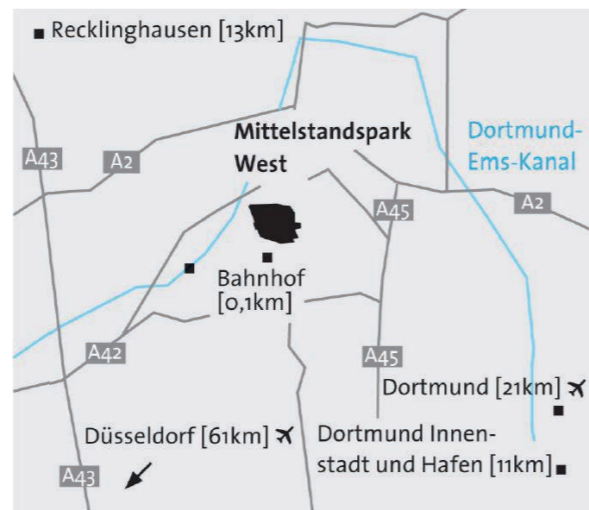 Recklinghausen [13km]
Mittelstandspark
West
Dortmund-
Ems-Kanal
A43
A2
A45
A2
Bahnhof
[0,1km]
A42
A45
Dortmund [21km]
Düsseldorf [61km]
Dortmund Innen-
stadt und Hafen [11km]
A43